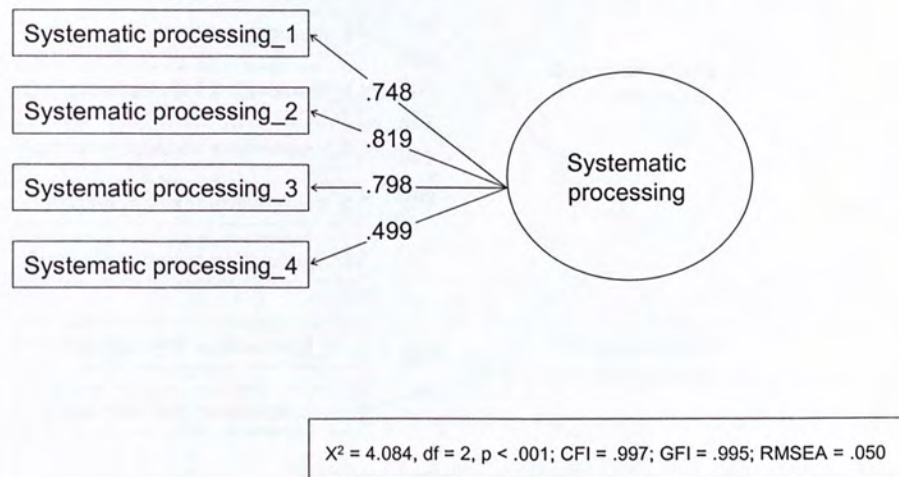 Systematic processing_1
.748
Systematic processing_2
.819
Systematic processing_3
.798
Systematic processing_4
.499
Systematic
processing
X² = 4.084, df = 2, p < .001; CFI = .997; GFI = .995; RMSEA = .050